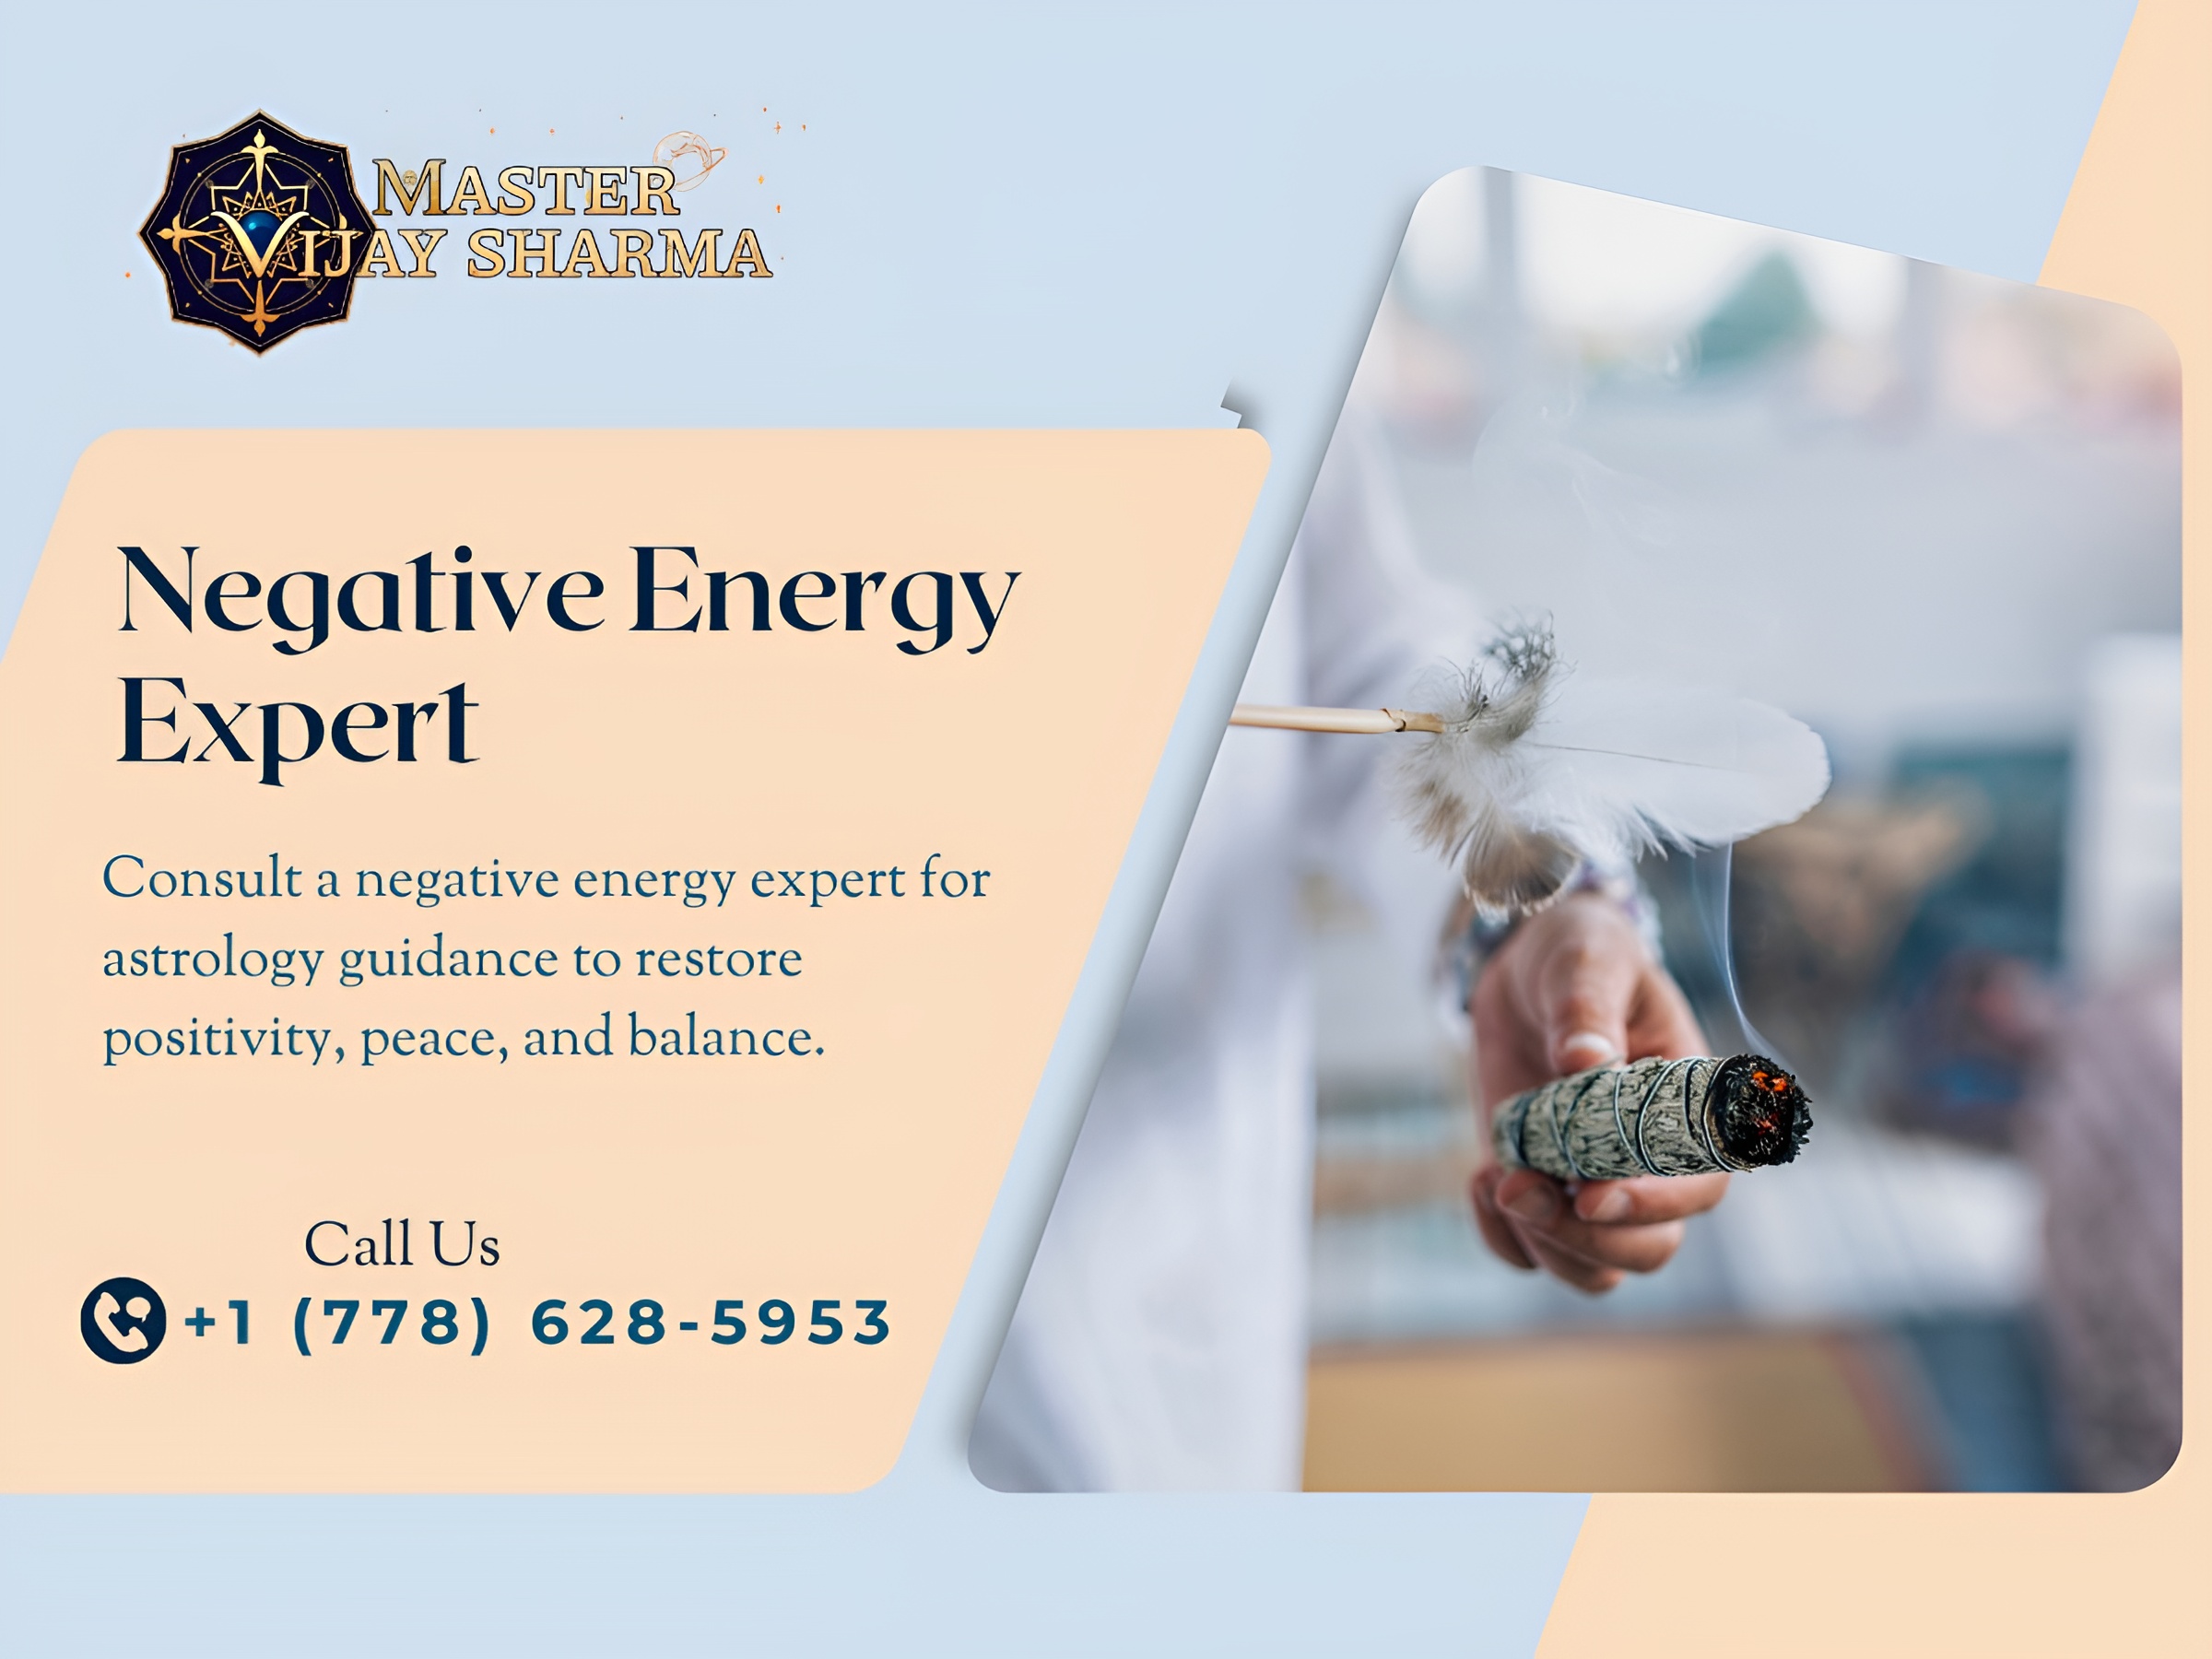 MASTER
VIJAY SHARMA
Negative Energy
Expert
Consult a negative energy expert for
astrology guidance to restore
positivity, peace, and balance.
Call Us
+1 (778) 628-5953